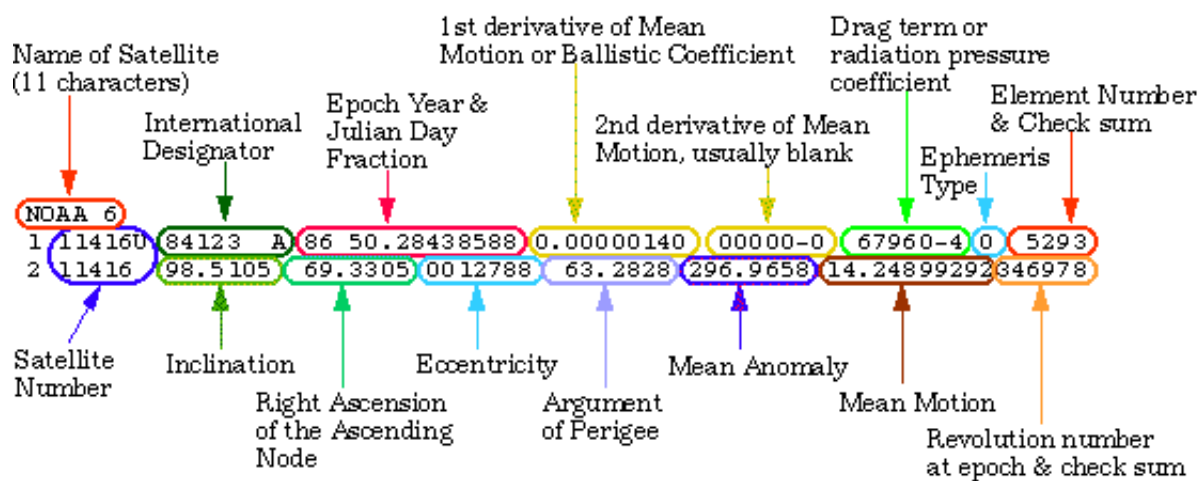 1st derivative of Mean
Motion or Ballistic Coefficient
Drag term or
radiation pressure
coefficient
Name of Satellite
(11 characters)
Element Number
& Check sum
International
Designator
Epoch Year &
Julian Day
Fraction
2nd derivative of Mean
Motion, usually blank
Ephemeris
Type
NOAA 6
1 11416U 84123 A 86 50.28438588 0.00000140 00000-0 67960-4 0 5293
2 11416 98.5105 69.3305 0012788 63.2828 296.9658 14.24899292 346978
Satellite
Number
Inclination
Eccentricity
Mean Anomaly
Right Ascension
of the Ascending
Node
Argument
of Perigee
Mean Motion
Revolution number
at epoch & check sum